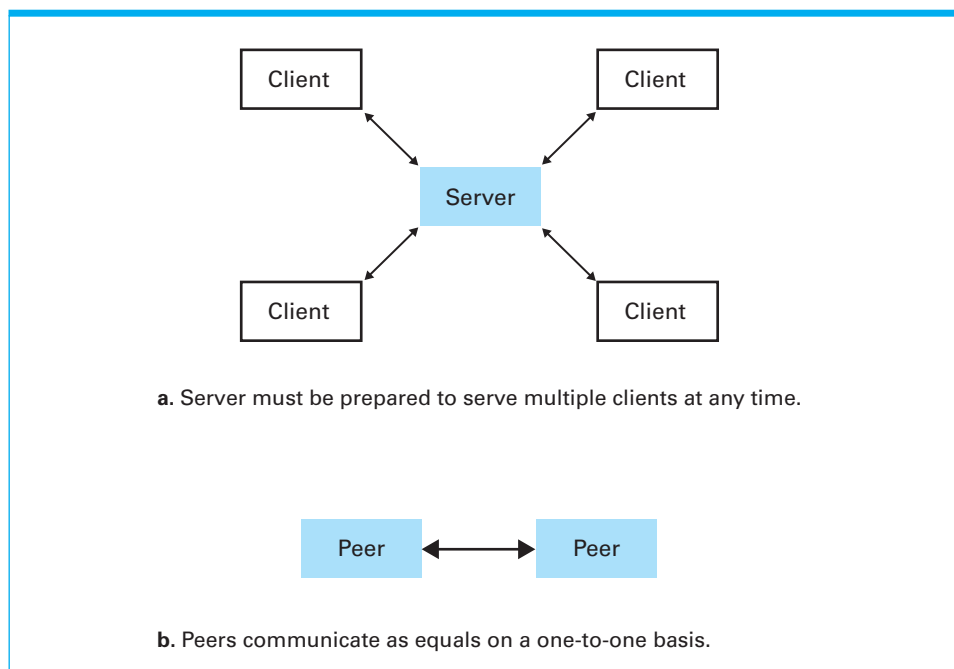 Client
Client
Server
Client
Client
a. Server must be prepared to serve multiple clients at any time.
Peer
Peer
b. Peers communicate as equals on a one-to-one basis.